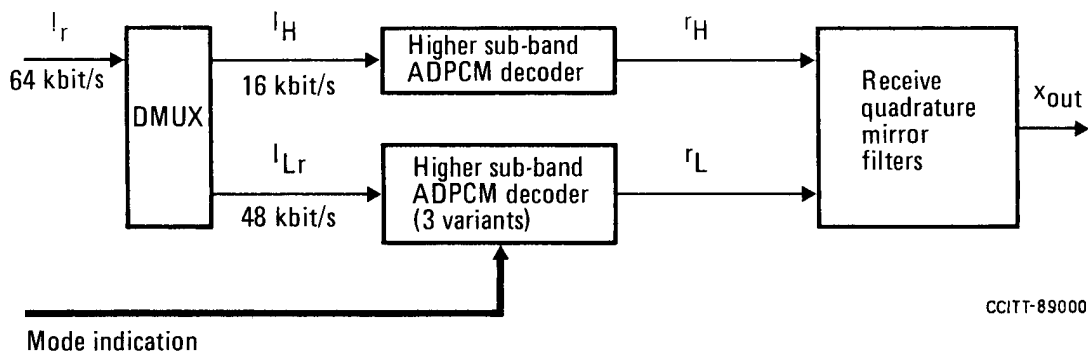 I_r
64 kbit/s
DMUX
I_H
16 kbit/s
Higher sub-band
ADPCM decoder
r_H
I_Lr
48 kbit/s
Higher sub-band
ADPCM decoder
(3 variants)
r_L
Receive
quadrature
mirror
filters
x_out
Mode indication
CCITT-89000